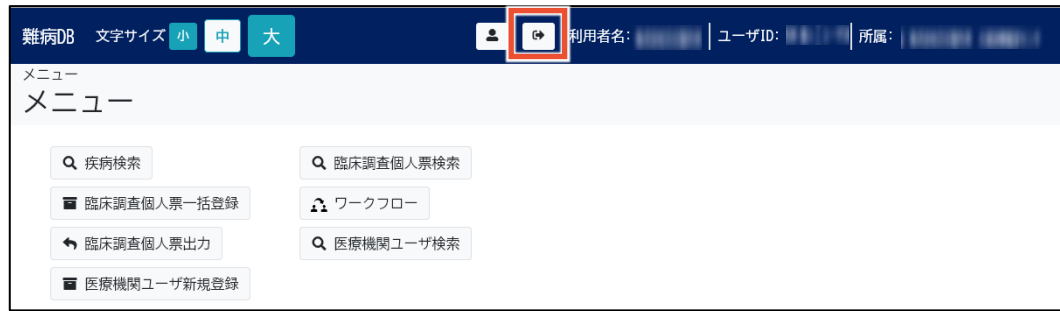 難病DB 文字サイズ 小 中 大 利用者名: ユーザID: 所属:
メニュー
メニュー
疾病検索 臨床調査個人票検索
臨床調査個人票一括登録 ワークフロー
臨床調査個人票出力 医療機関ユーザ検索
医療機関ユーザ新規登録